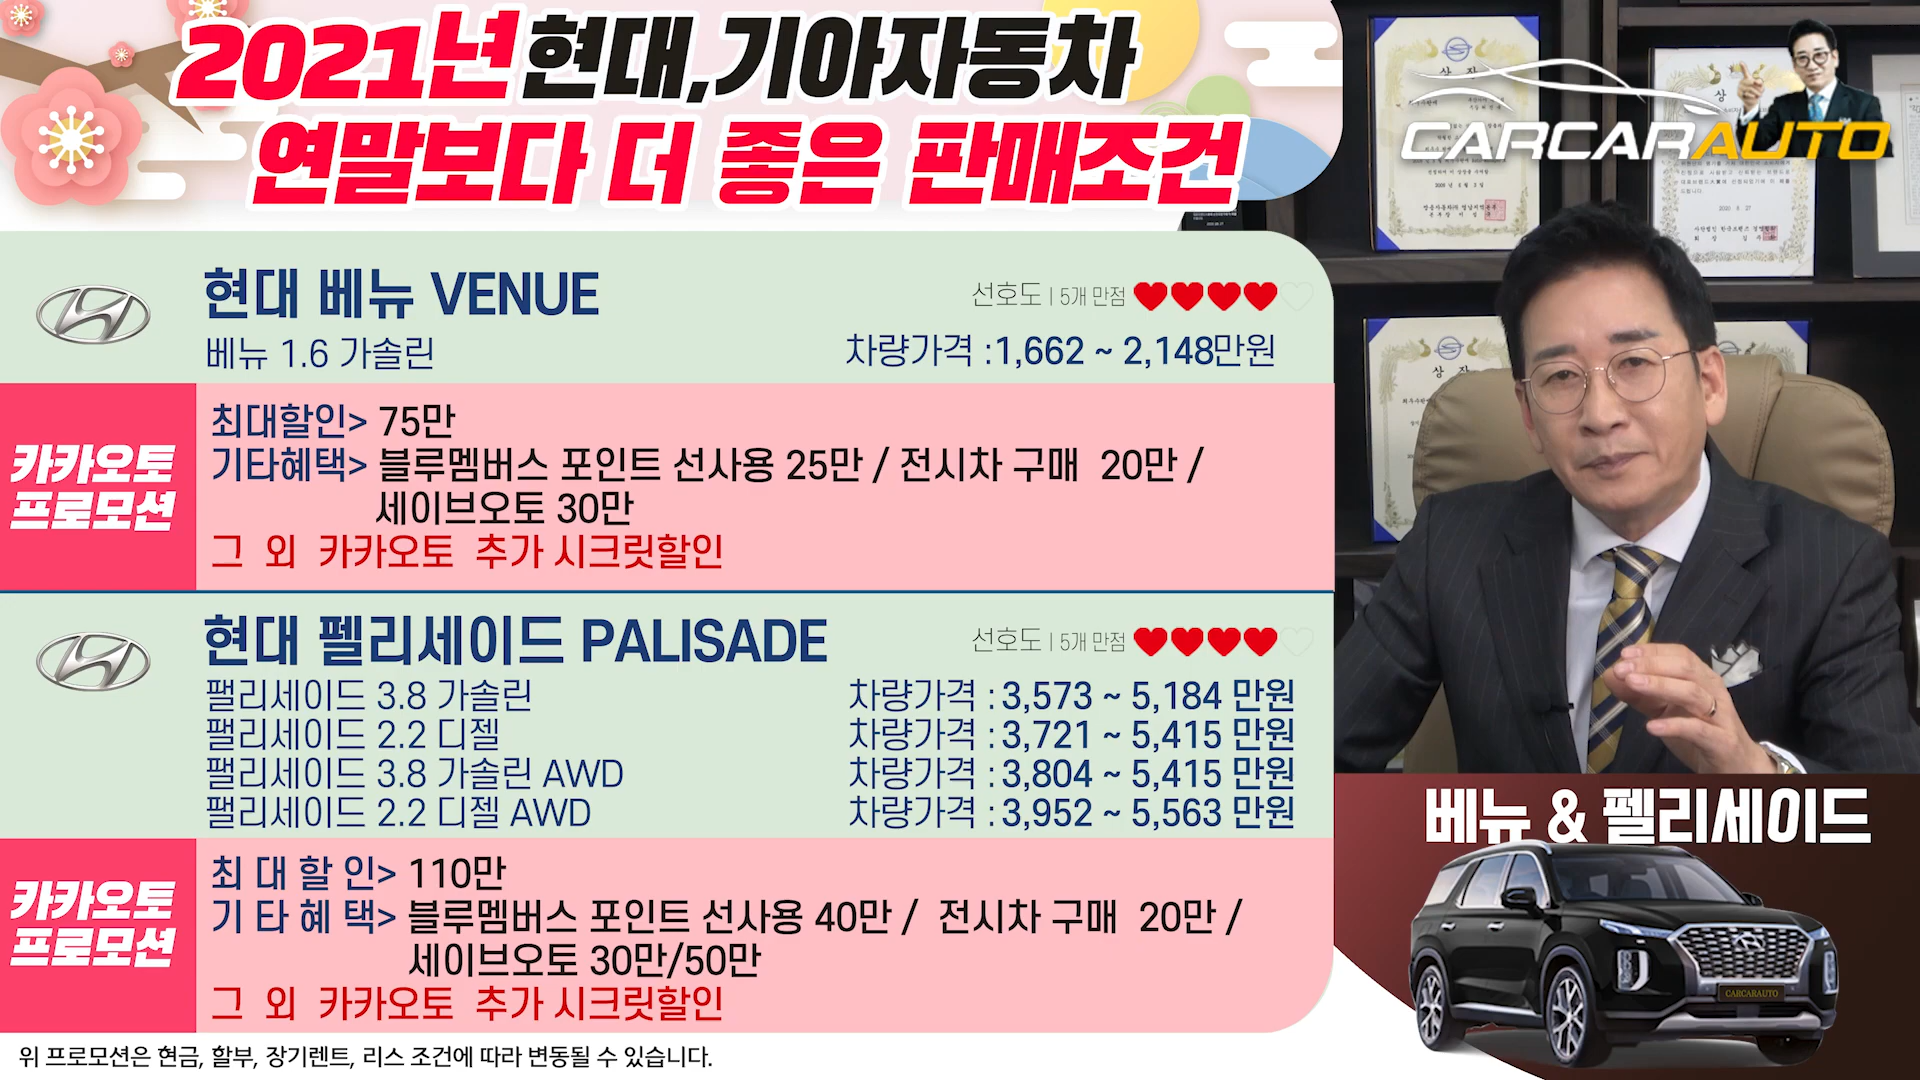 2021년 현대,기아자동차
연말보다 더 좋은 판매조건
CARCARAUTO
현대 베뉴 VENUE
선호도 | 5개 만점
베뉴 1.6 가솔린
차량가격 :1,662 ~ 2,148만원
카카오토
프로모션
최대할인> 75만
기타혜택> 블루멤버스 포인트 선사용 25만 / 전시차 구매 20만 /
세이브오토 30만
그 외 카카오토 추가 시크릿할인
현대 펠리세이드 PALISADE
선호도 | 5개 만점
팰리세이드 3.8 가솔린 차량가격 : 3,573 ~ 5,184 만원
팰리세이드 2.2 디젤 차량가격 : 3,721 ~ 5,415 만원
팰리세이드 3.8 가솔린 AWD 차량가격 : 3,804 ~ 5,415 만원
팰리세이드 2.2 디젤 AWD 차량가격 : 3,952 ~ 5,563 만원
카카오토
프로모션
최 대 할 인> 110만
기 타 혜 택> 블루멤버스 포인트 선사용 40만 / 전시차 구매 20만 /
세이브오토 30만/50만
그 외 카카오토 추가 시크릿할인
위 프로모션은 현금, 할부, 장기렌트, 리스 조건에 따라 변동될 수 있습니다.
상 장
상
상 장
베뉴 & 펠리세이드
CARCARAUTO